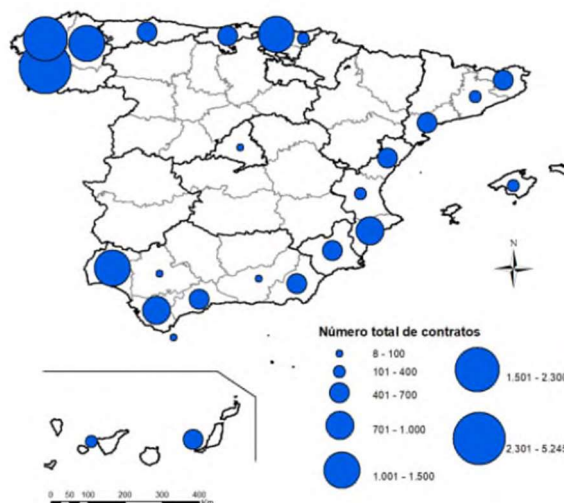 N
Número total de contratos
8 - 100
101 - 400
401 - 700
701 - 1.000
1.001 - 1.500
1.501 - 2.300
2.301 - 5.245
0 50 100 200 300 400